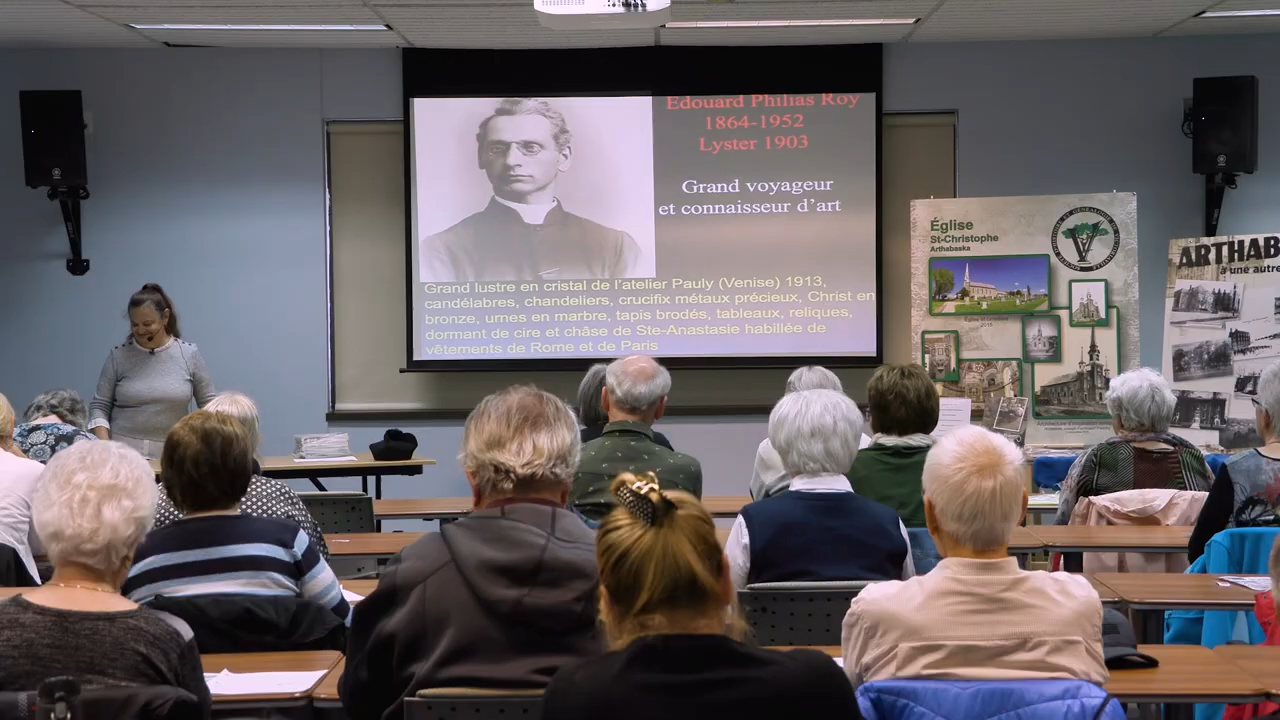 Edouard Philias Roy
1864-1952
Lyster 1903
Grand voyageur
et connaisseur d'art
Grand lustre en cristal de l'atelier Pauly (Venise) 1913,
candélabres, chandeliers, crucifix métaux précieux, Christ en
bronze, urnes en marbre, tapis brodés, tableaux, reliques,
dormant de cire et châse de Ste-Anastasie habillée de
vêtements de Rome et de Paris
Église
St-Christophe
Arthabaska
2015
ARTHAB
à une autre